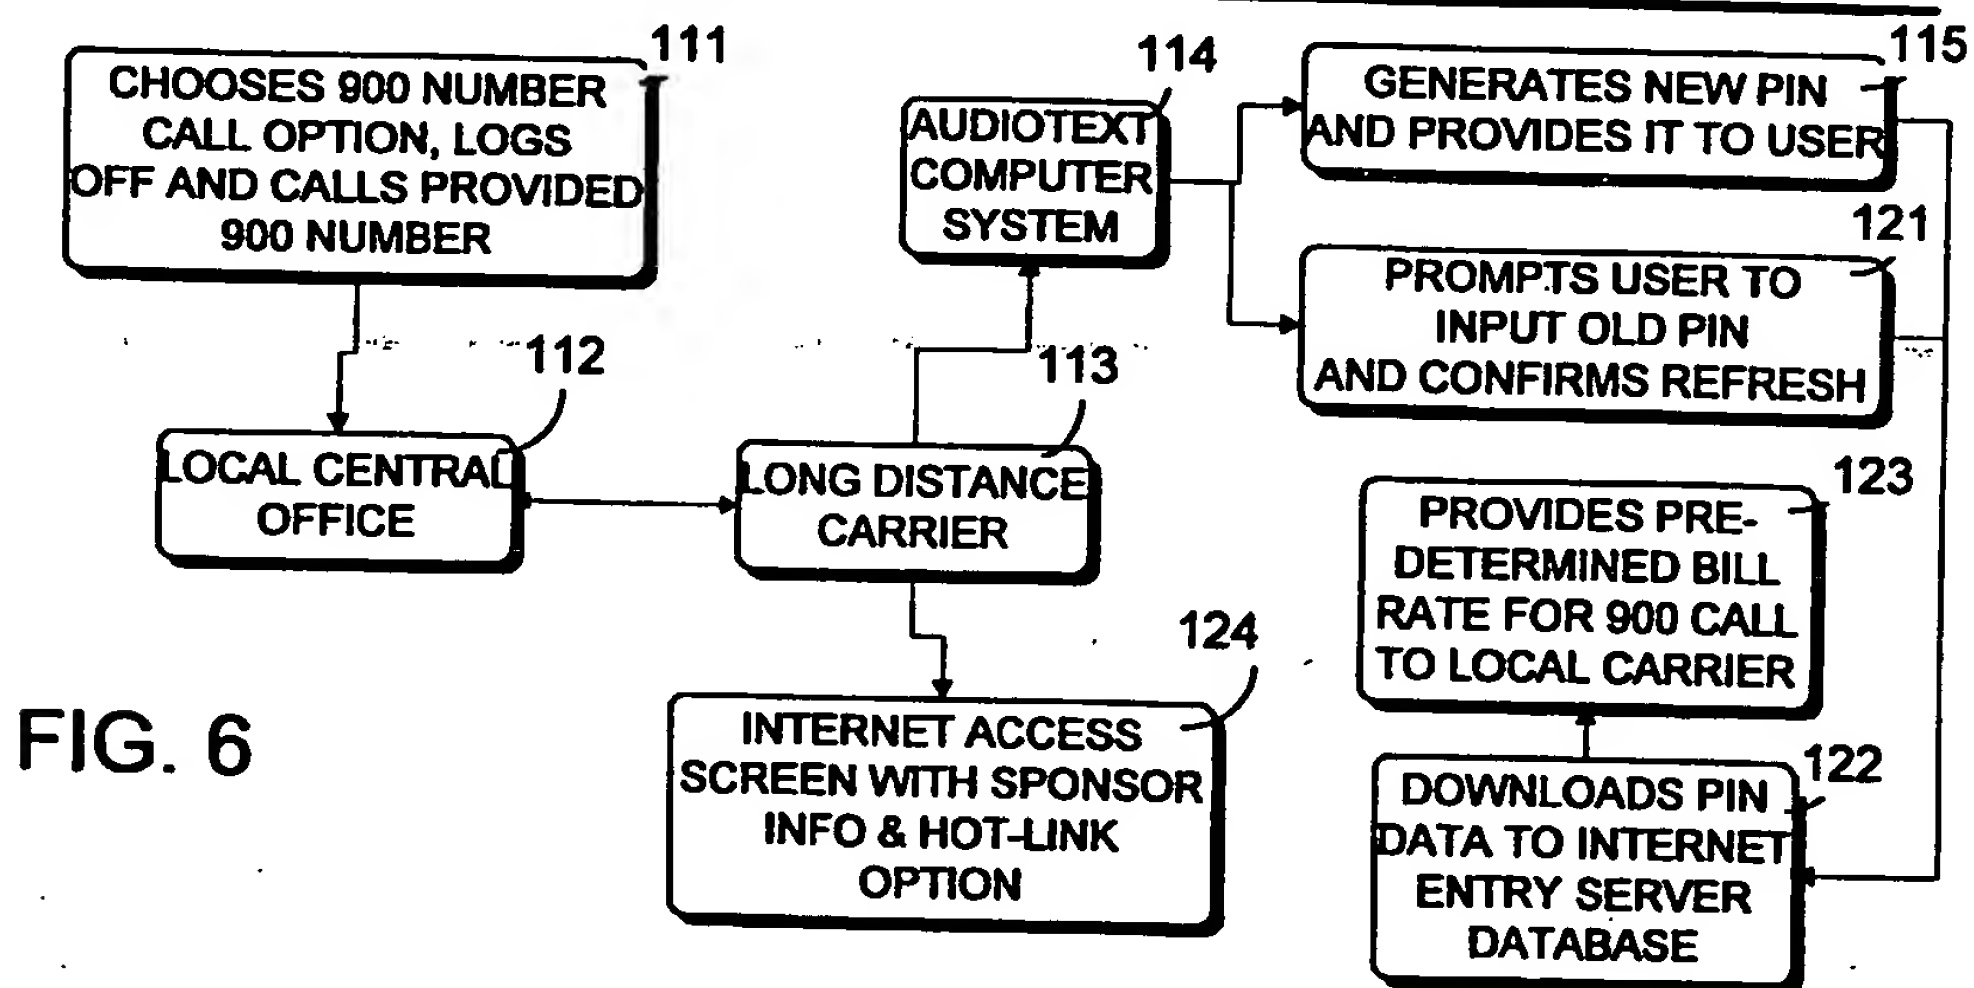 111
CHOOSES 900 NUMBER
CALL OPTION, LOGS
OFF AND CALLS PROVIDED
900 NUMBER
112
LOCAL CENTRAL
OFFICE
113
LONG DISTANCE
CARRIER
114
AUDIOTEXT
COMPUTER
SYSTEM
115
GENERATES NEW PIN
AND PROVIDES IT TO USER
121
PROMPTS USER TO
INPUT OLD PIN
AND CONFIRMS REFRESH
123
PROVIDES PRE-
DETERMINED BILL
RATE FOR 900 CALL
TO LOCAL CARRIER
122
DOWNLOADS PIN
DATA TO INTERNET
ENTRY SERVER
DATABASE
124
INTERNET ACCESS
SCREEN WITH SPONSOR
INFO & HOT-LINK
OPTION
FIG. 6